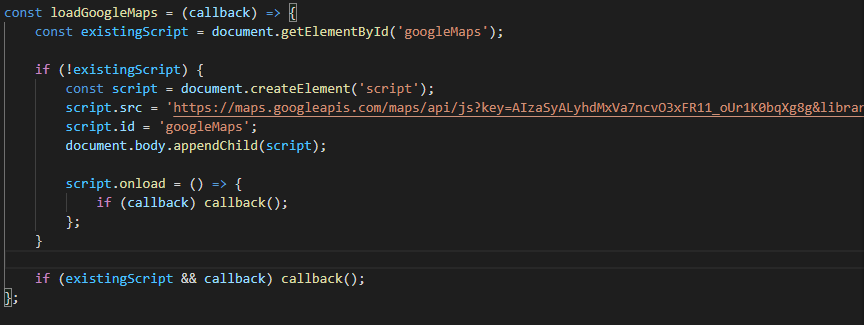 const loadGoogleMaps = (callback) => {
const existingScript = document.getElementById('googleMaps');
if (!existingScript) {
const script = document.createElement('script');
script.src = 'https://maps.googleapis.com/maps/api/js?key=AIzaSyALyhdMxVa7ncvO3xFR11_oUr1K0bqXg8g&librar
script.id = 'googleMaps';
document.body.appendChild(script);
script.onload = () => {
if (callback) callback();
};
}
if (existingScript && callback) callback();
};